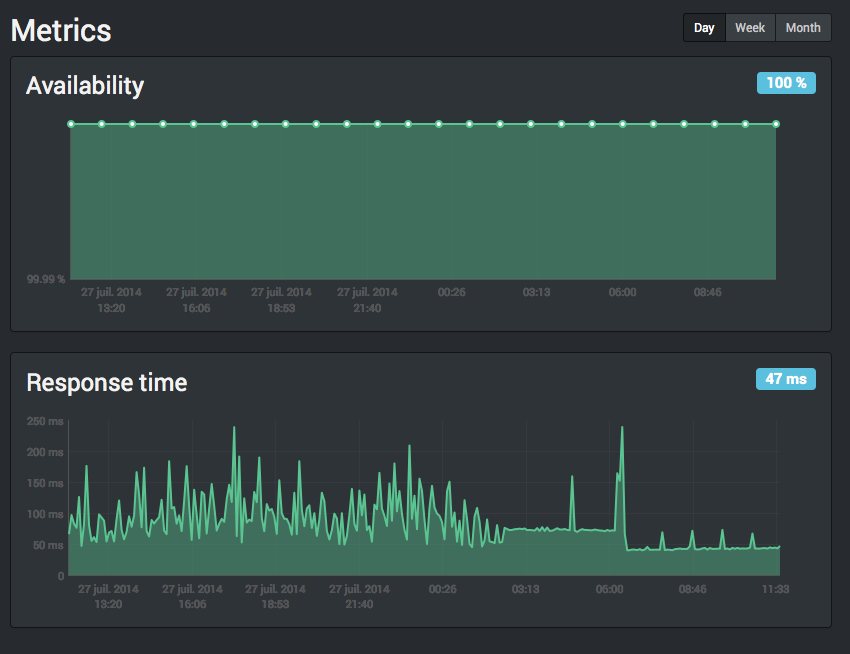 Metrics
Day Week Month
Availability
100 %
99.99 %
27 juil. 2014 27 juil. 2014 27 juil. 2014 27 juil. 2014 00:26 03:13 06:00 08:46
13:20 16:06 18:53 21:40
Response time
47 ms
250 ms
200 ms
150 ms
100 ms
50 ms
0
27 juil. 2014 27 juil. 2014 27 juil. 2014 27 juil. 2014 00:26 03:13 06:00 08:46 11:33
13:20 16:06 18:53 21:40